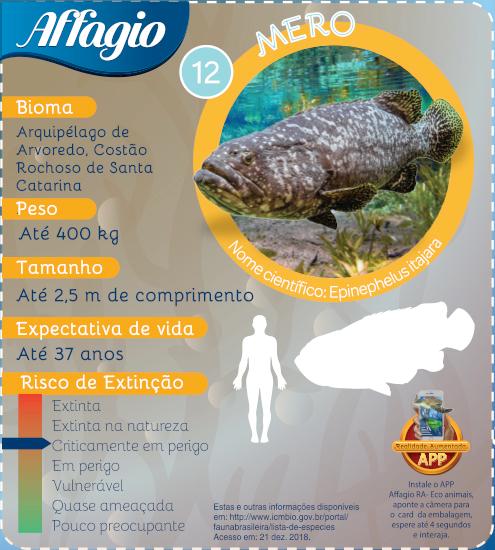 Affagio
MERO
12
Bioma
Arquipélago de
Arvoredo, Costão
Rochoso de Santa
Catarina
Peso
Até 400 kg
Nome científico: Epinephelus itajara
Tamanho
Até 2,5 m de comprimento
Expectativa de vida
Até 37 anos
Risco de Extinção
Extinta
Extinta na natureza
Criticamente em perigo
Em perigo
Vulnerável
Quase ameaçada
Pouco preocupante
Estas e outras informações disponíveis
em: http://www.icmbio.gov.br/portal/
faunabrasileira/lista-de-especies
Acesso em: 21 dez. 2018.
Realidade Aumentada
APP
Instale o APP
Affagio RA- Eco animais,
aponte a câmera para
o card da embalagem,
espere até 4 segundos
e interaja.